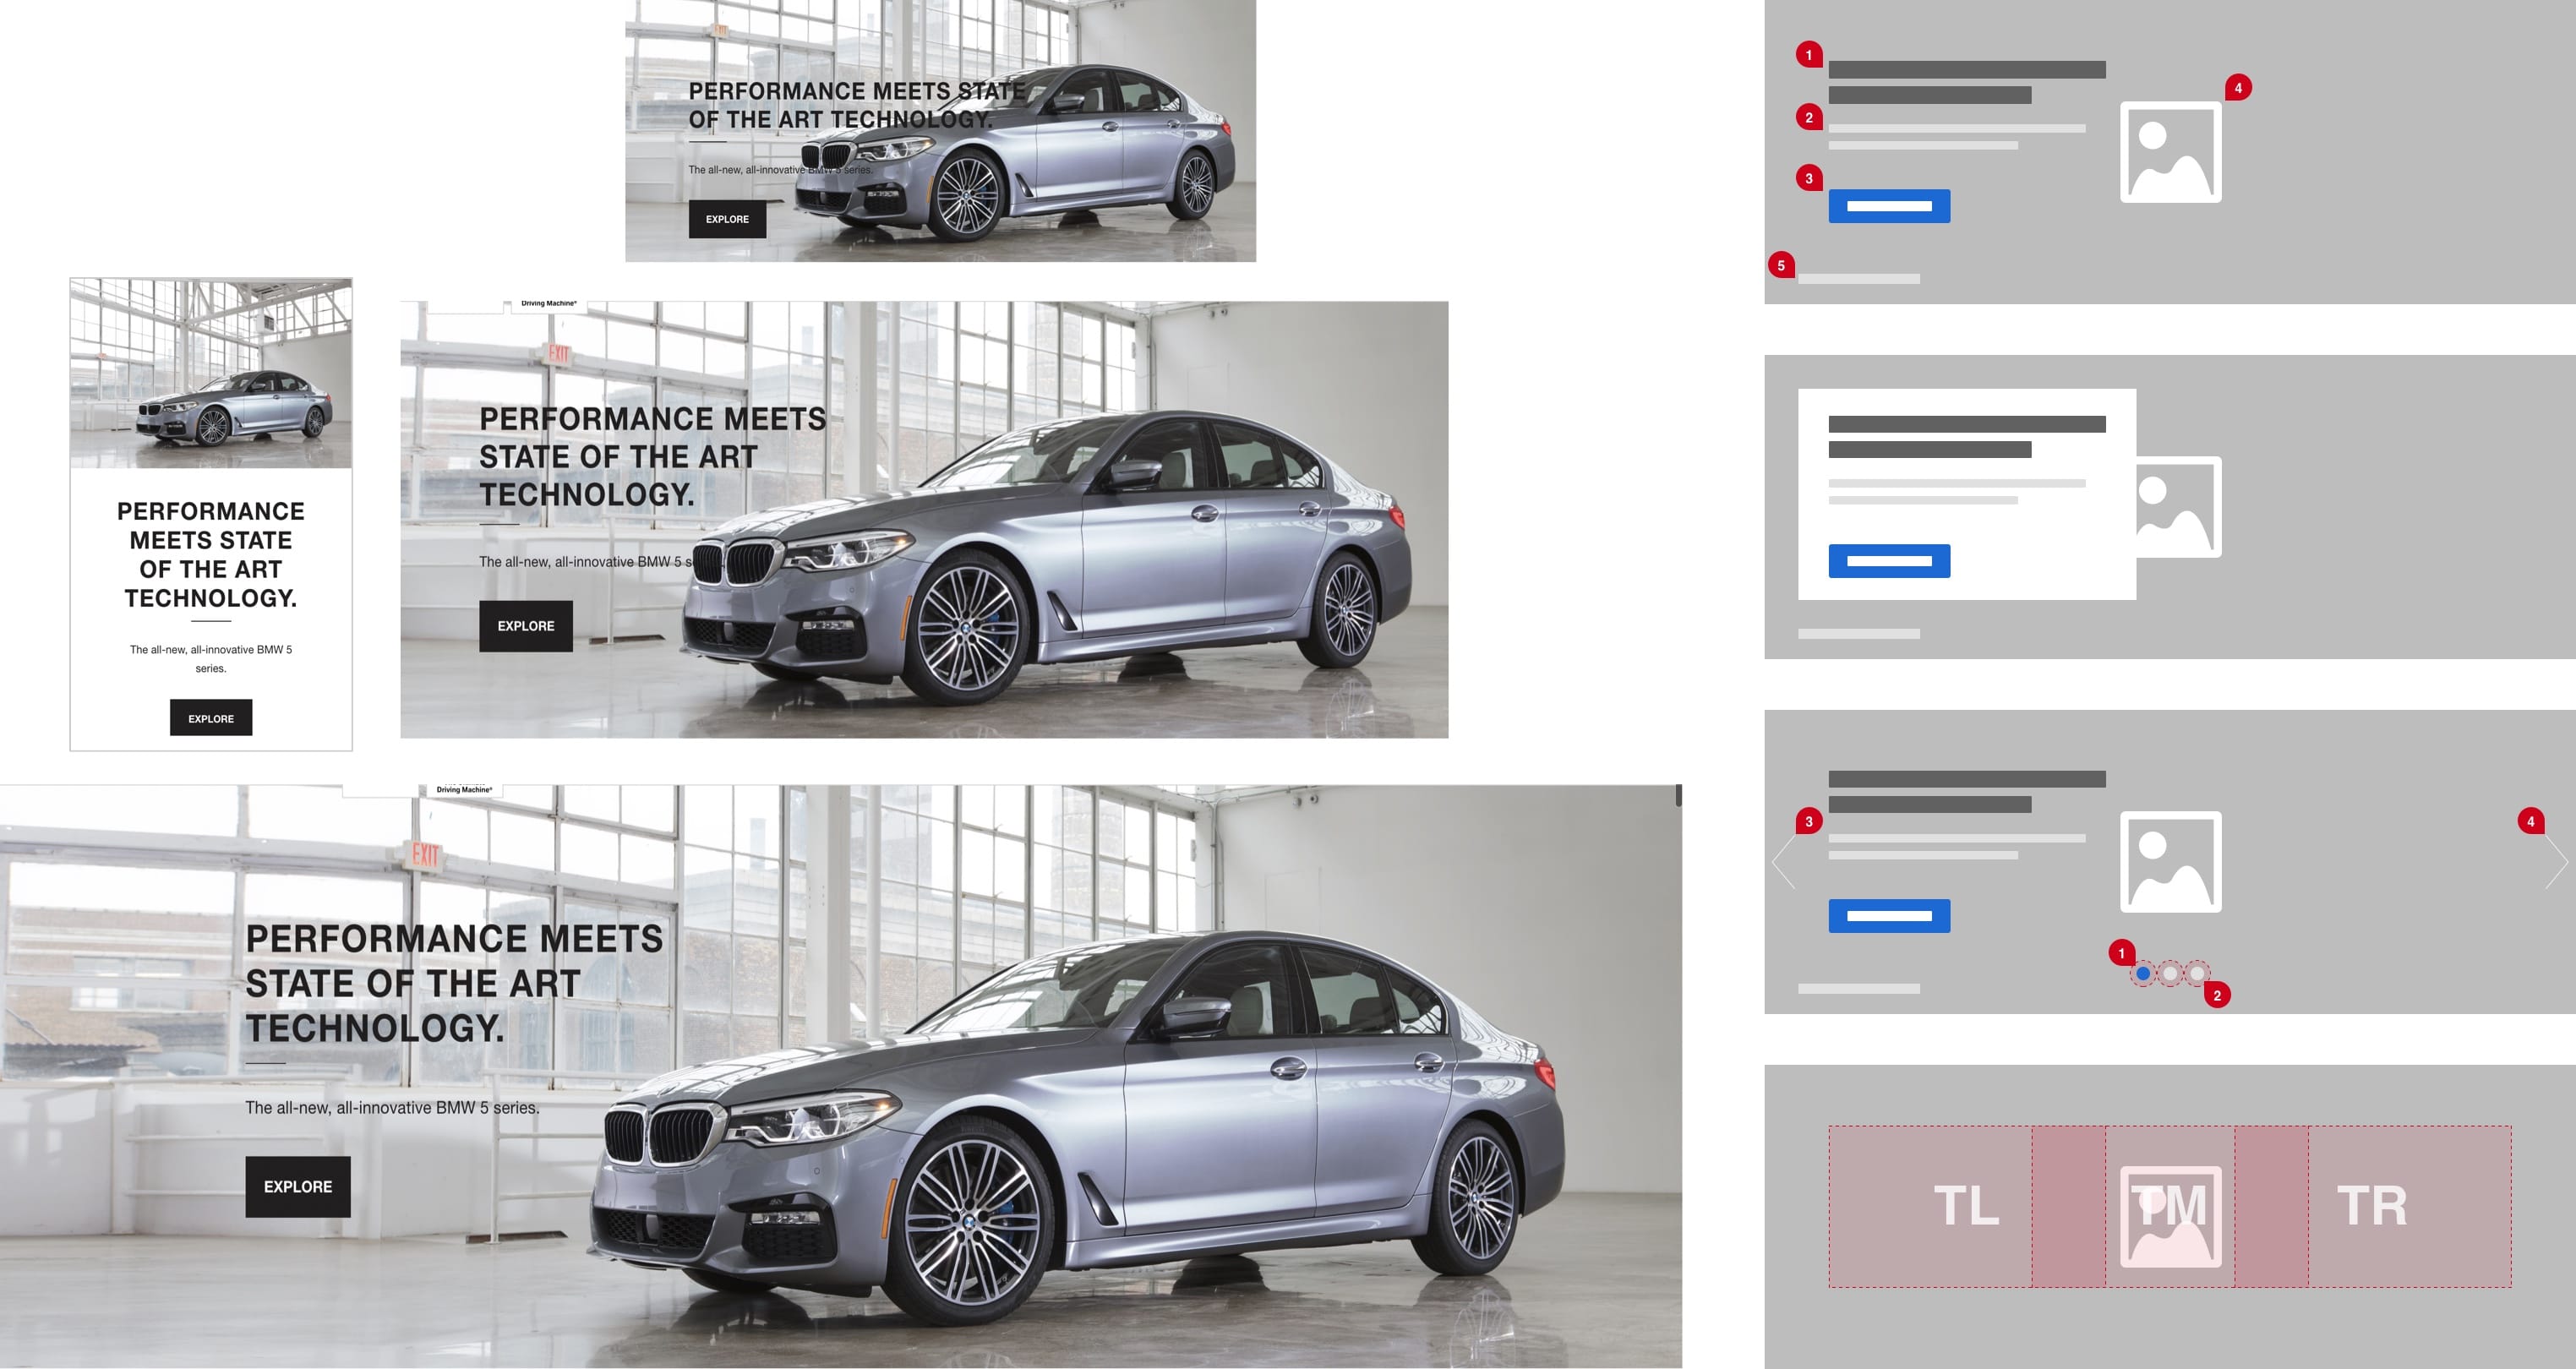 PERFORMANCE MEETS STATE
OF THE ART TECHNOLOGY.
The all-new, all-innovative BMW 5 series.
EXPLORE
PERFORMANCE
MEETS STATE
OF THE ART
TECHNOLOGY.
The all-new, all-innovative BMW 5
series.
EXPLORE
Driving Machine®
EXIT
PERFORMANCE MEETS
STATE OF THE ART
TECHNOLOGY.
The all-new, all-innovative BMW 5
EXPLORE
Driving Machine®
EXIT
PERFORMANCE MEETS
STATE OF THE ART
TECHNOLOGY.
The all-new, all-innovative BMW 5 series.
EXPLORE
1
2
3
4
5
3
4
1
2
TL
TM
TR